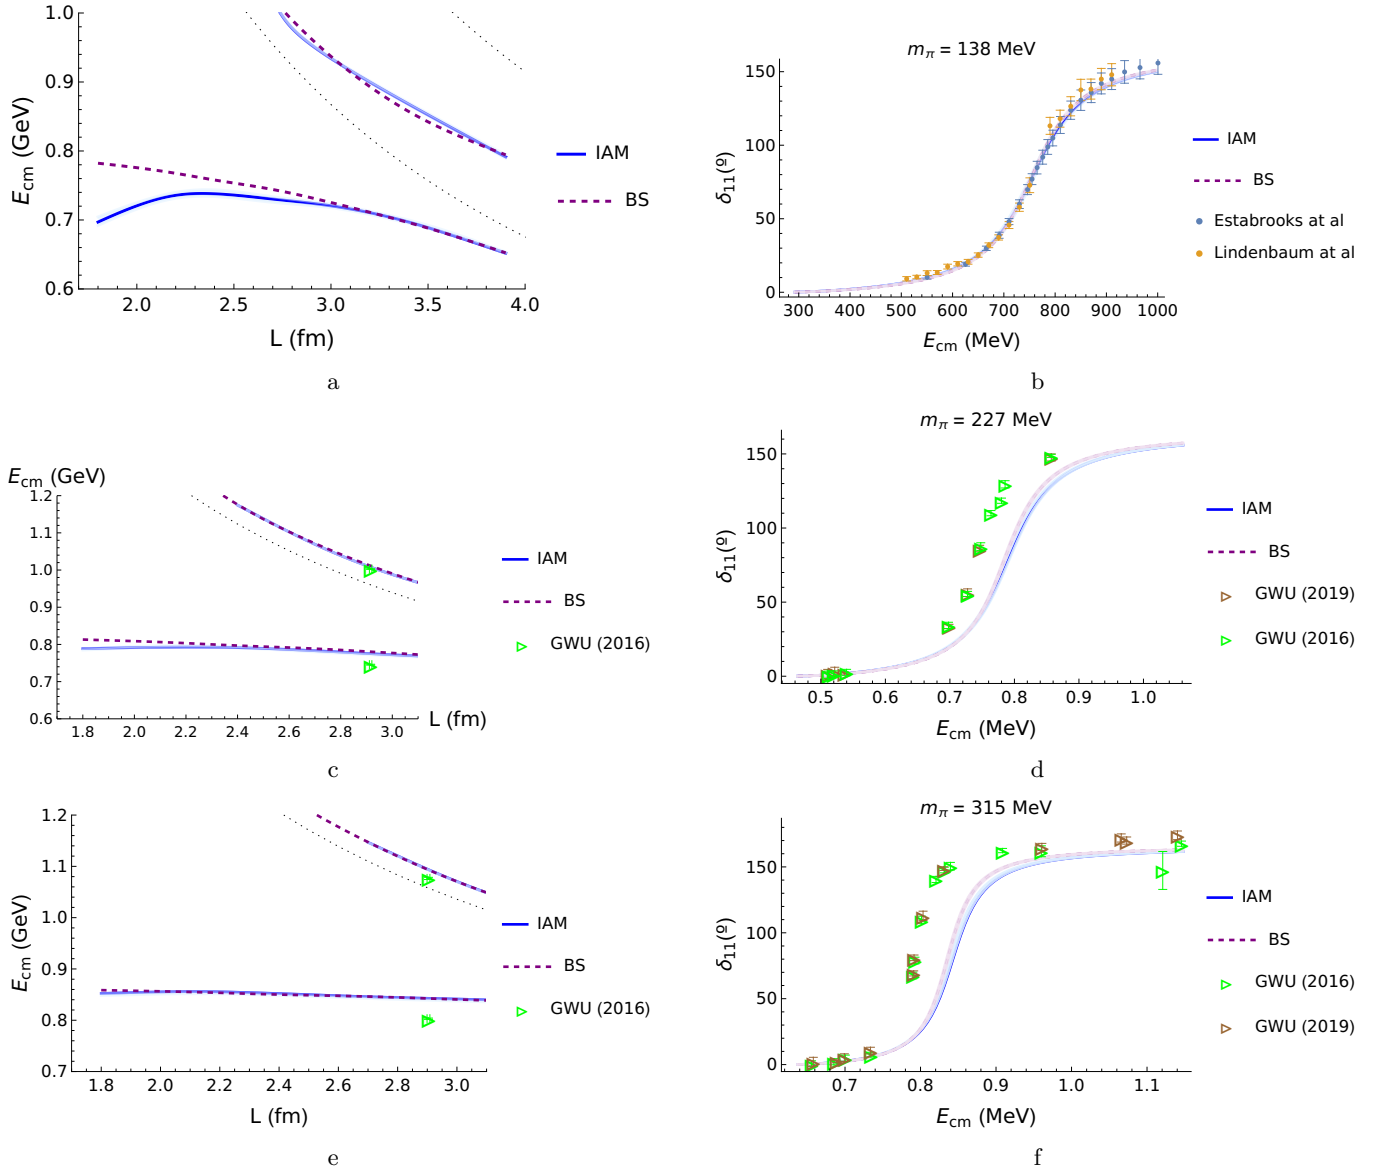 1.0
0.9
0.8
0.7
0.6
E_cm (GeV)
2.0 2.5 3.0 3.5 4.0
L (fm)
IAM
BS
a
m_π = 138 MeV
150
100
50
0
δ_11(º)
300 400 500 600 700 800 900 1000
E_cm (MeV)
IAM
BS
Estabrooks at al
Lindenbaum at al
b
E_cm (GeV)
1.2
1.1
1.0
0.9
0.8
0.7
0.6
1.8 2.0 2.2 2.4 2.6 2.8 3.0
L (fm)
IAM
BS
GWU (2016)
c
m_π = 227 MeV
150
100
50
0
δ_11(º)
0.5 0.6 0.7 0.8 0.9 1.0
E_cm (MeV)
IAM
BS
GWU (2019)
GWU (2016)
d
1.2
1.1
1.0
0.9
0.8
0.7
E_cm (GeV)
1.8 2.0 2.2 2.4 2.6 2.8 3.0
L (fm)
IAM
BS
GWU (2016)
e
m_π = 315 MeV
150
100
50
0
δ_11(º)
0.7 0.8 0.9 1.0 1.1
E_cm (MeV)
IAM
BS
GWU (2016)
GWU (2019)
f